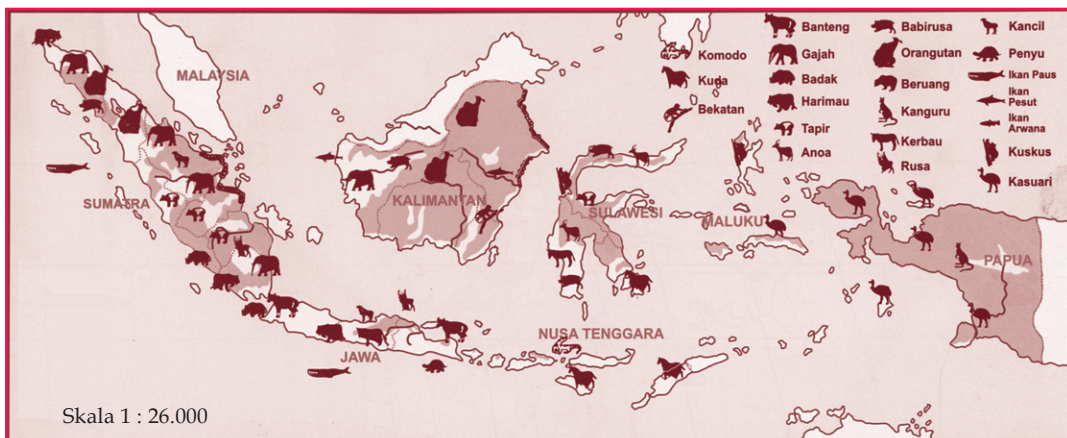 MALAYSIA
SUMATRA
KALIMANTAN
SULAWESI
MALUKU
PAPUA
JAWA
NUSA TENGGARA
Komodo
Kuda
Bekatan
Banteng
Gajah
Badak
Harimau
Tapir
Anoa
Babirusa
Orangutan
Beruang
Kanguru
Kerbau
Rusa
Kancil
Penyu
Ikan Paus
Ikan
Pesut
Ikan
Arwana
Kuskus
Kasuari
Skala 1 : 26.000